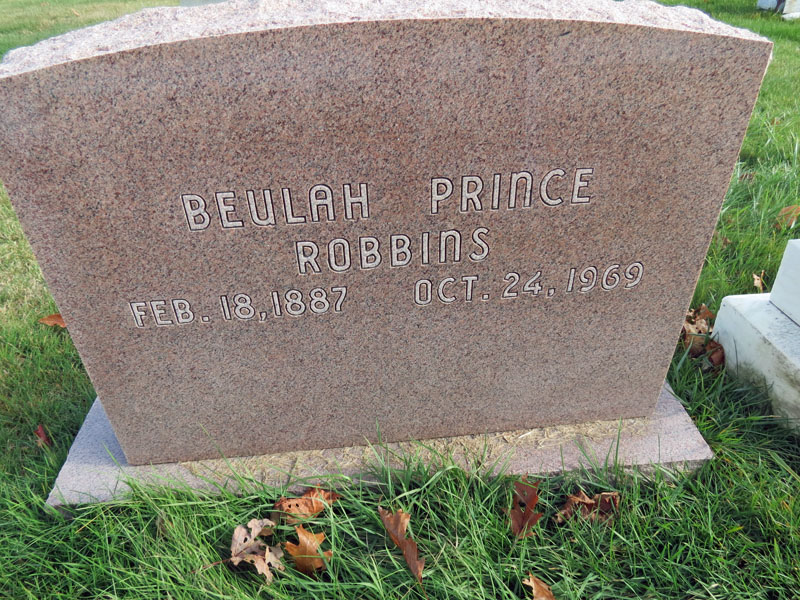 BEULAH PRINCE
ROBBINS
FEB. 18, 1887 OCT. 24, 1969